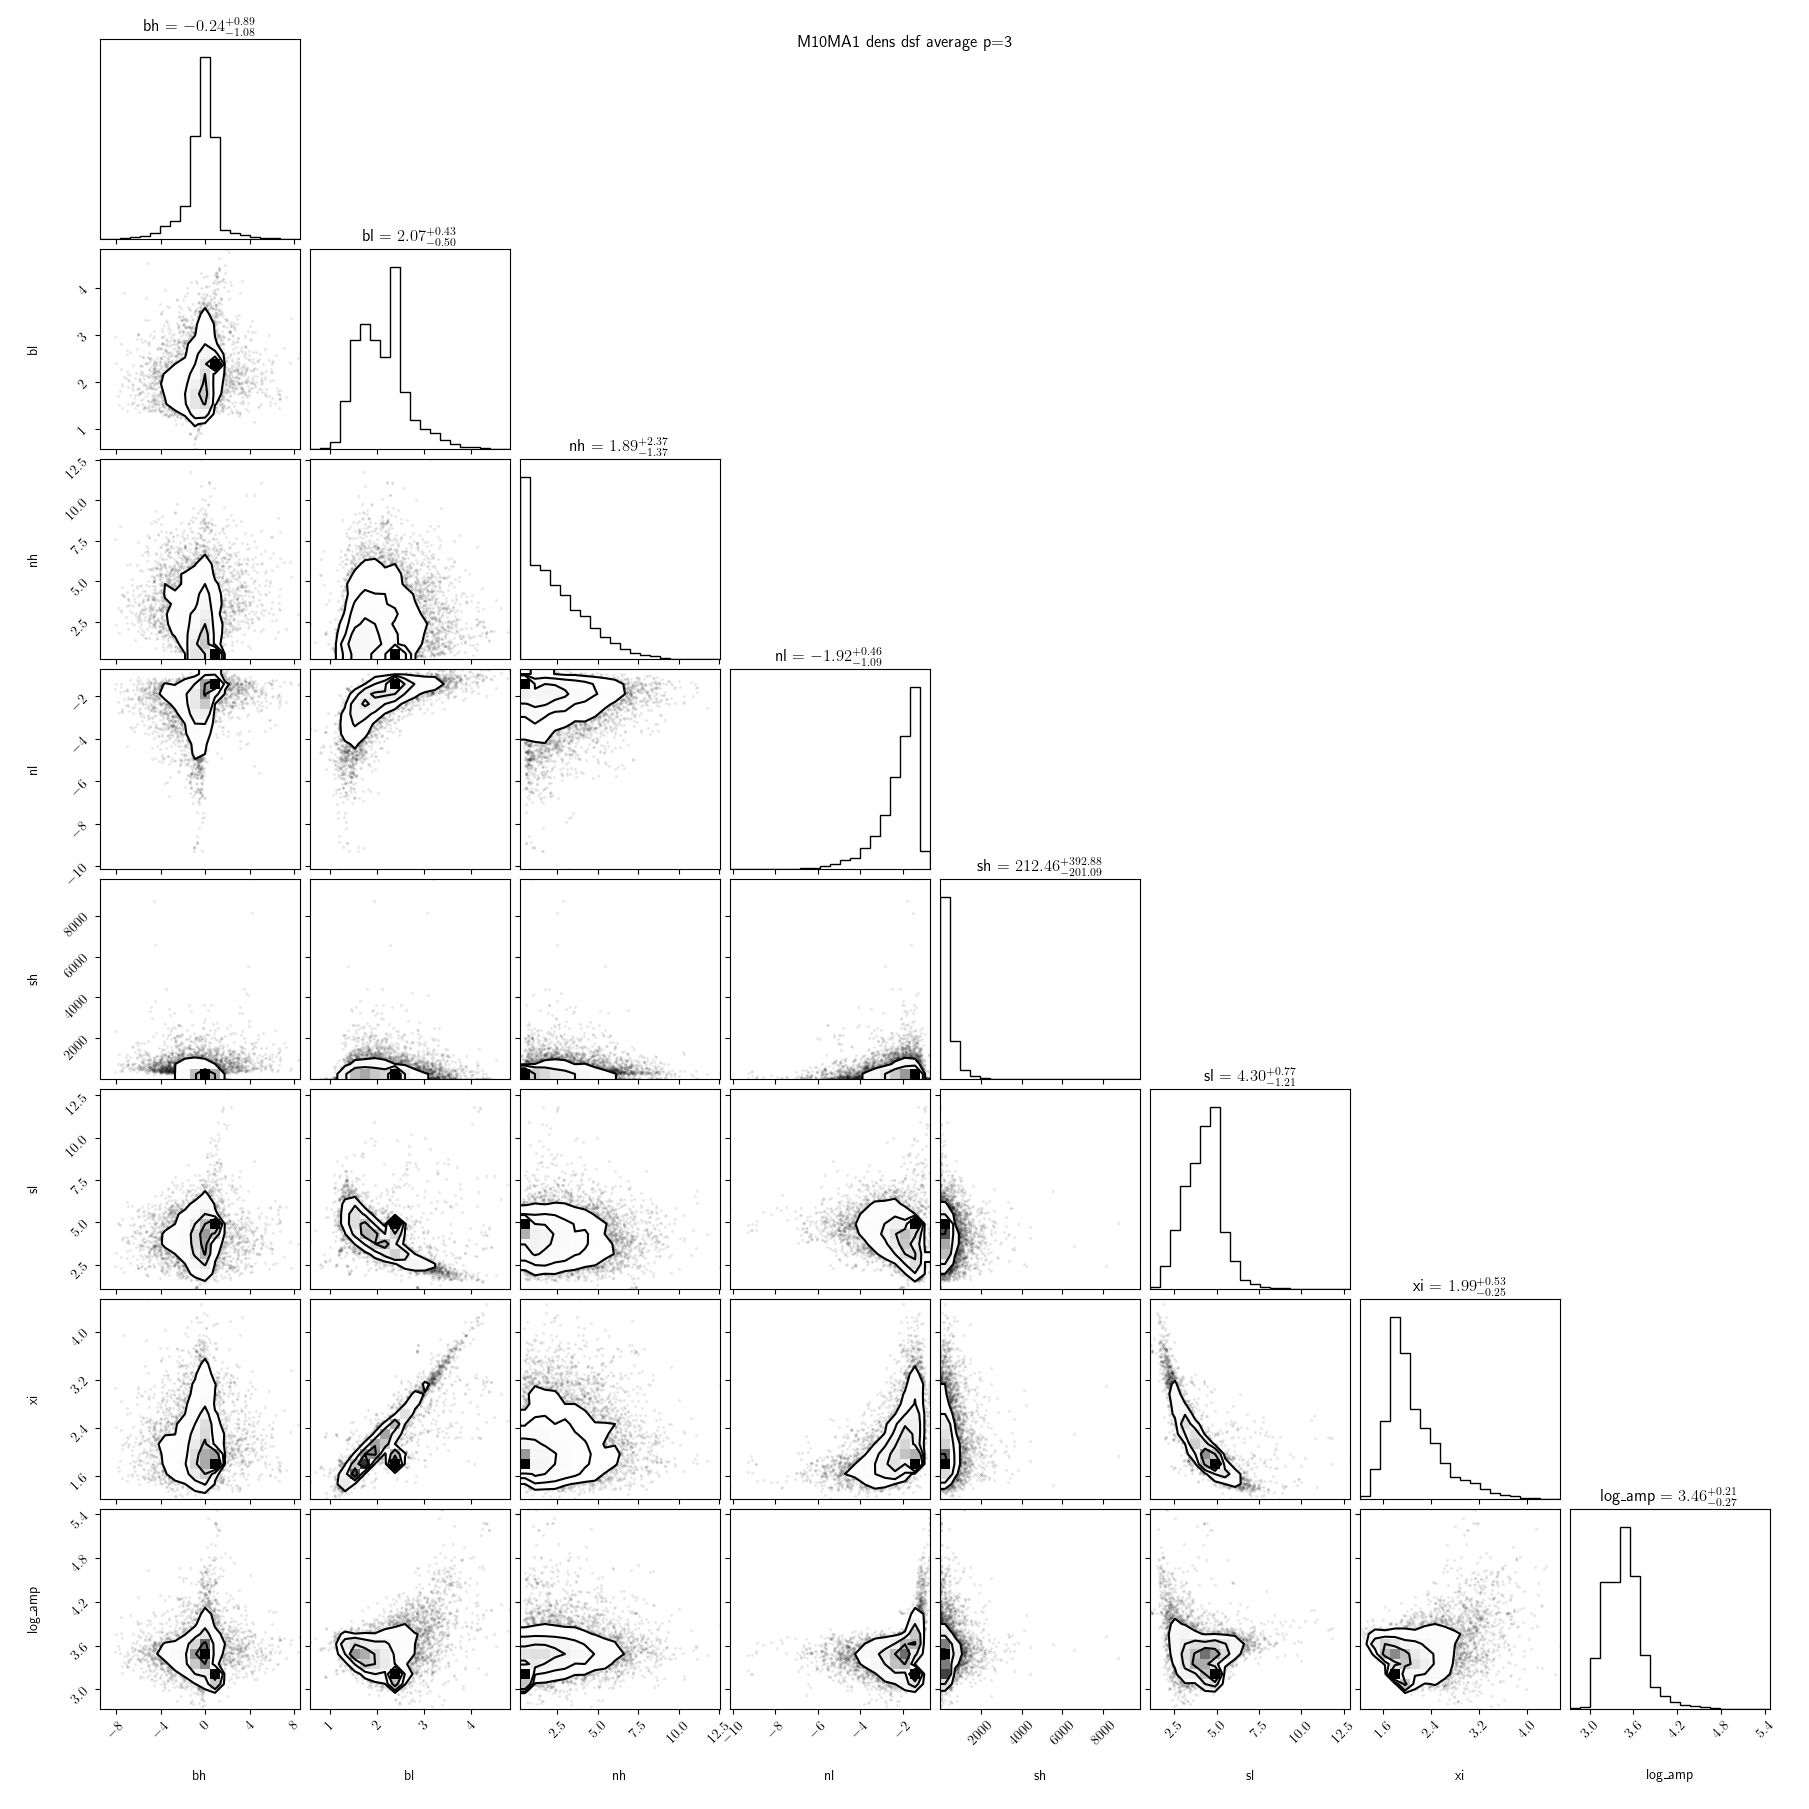 M10MA1 dens dsf average p=3
bh = −0.24 +0.89 −1.08
bl = 2.07 +0.43 −0.50
nh = 1.89 +2.37 −1.37
nl = −1.92 +0.46 −1.09
sh = 212.46 +392.88 −201.09
sl = 4.30 +0.77 −1.21
xi = 1.99 +0.53 −0.25
log_amp = 3.46 +0.21 −0.27
bl
4
3
2
1
nh
12.5
10.0
7.5
5.0
2.5
nl
−2
−4
−6
−8
−10
sh
8000
6000
4000
2000
sl
12.5
10.0
7.5
5.0
2.5
xi
4.0
3.2
2.4
1.6
log_amp
5.4
4.8
4.2
3.6
3.0
−8 −4 0 4 8
1 2 3 4
2.5 5.0 7.5 10.0 12.5
−10 −8 −6 −4 −2
2000 4000 6000 8000
2.5 5.0 7.5 10.0 12.5
1.6 2.4 3.2 4.0
3.0 3.6 4.2 4.8 5.4
bh bl nh nl sh sl xi log_amp